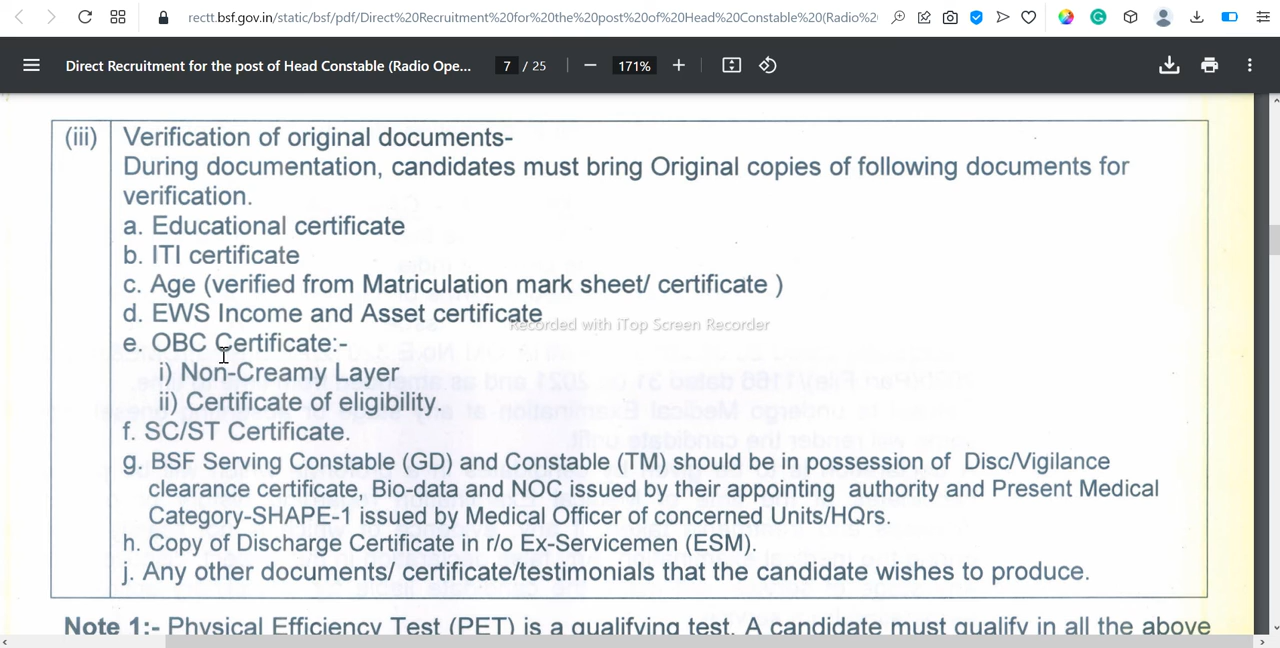 rectt.bsf.gov.in/static/bsf/pdf/Direct%20Recruitment%20for%20the%20post%20of%20Head%20Constable%20(Radio%2
Direct Recruitment for the post of Head Constable (Radio Ope... 7 / 25 171%
(iii) Verification of original documents-
During documentation, candidates must bring Original copies of following documents for
verification.
a. Educational certificate
b. ITI certificate
c. Age (verified from Matriculation mark sheet/ certificate )
d. EWS Income and Asset certificate
Recorded with iTop Screen Recorder
e. OBC Certificate:-
i) Non-Creamy Layer
ii) Certificate of eligibility.
f. SC/ST Certificate.
g. BSF Serving Constable (GD) and Constable (TM) should be in possession of Disc/Vigilance
clearance certificate, Bio-data and NOC issued by their appointing authority and Present Medical
Category-SHAPE-1 issued by Medical Officer of concerned Units/HQrs.
h. Copy of Discharge Certificate in r/o Ex-Servicemen (ESM).
j. Any other documents/ certificate/testimonials that the candidate wishes to produce.
Note 1:- Physical Efficiency Test (PET) is a qualifying test. A candidate must qualify in all the above